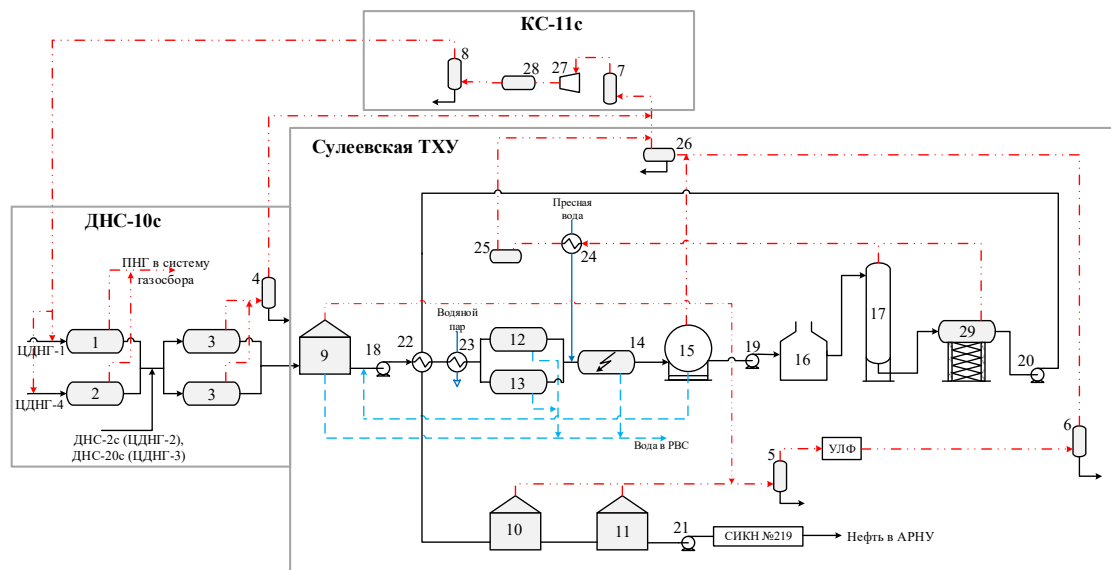 КС-11с
8
28
27
7
Сулеевская ТХУ
26
ДНС-10с
ПНГ в систему
газосбора
4
Пресная
вода
25
24
ЦДНГ-1
1
3
ЦДНГ-4
2
3
ДНС-2с (ЦДНГ-2),
ДНС-20с (ЦДНГ-3)
9
18
22
Водяной
пар
23
12
13
14
15
19
16
17
29
20
Вода в РВС
5
УЛФ
6
10
11
21
СИКН №219
Нефть в АРНУ